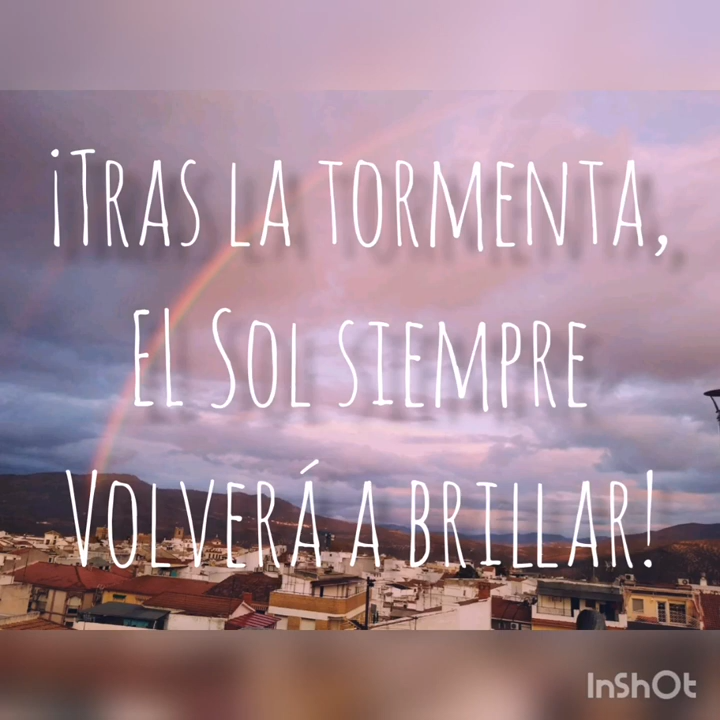 ¡Tras la tormenta,
el Sol siempre
Volverá a brillar!
InShOt